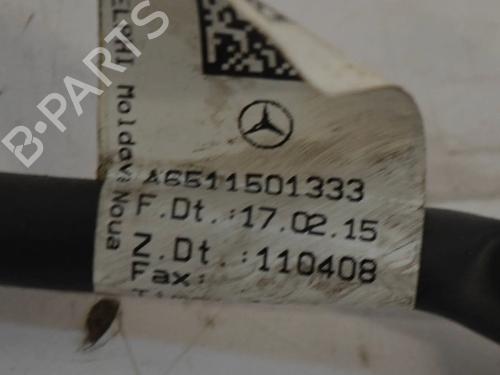 B-PARTS
Moldova Noua
A6511501333
F.Dt.:17.02.15
Z.Dt.:110408
Fax: